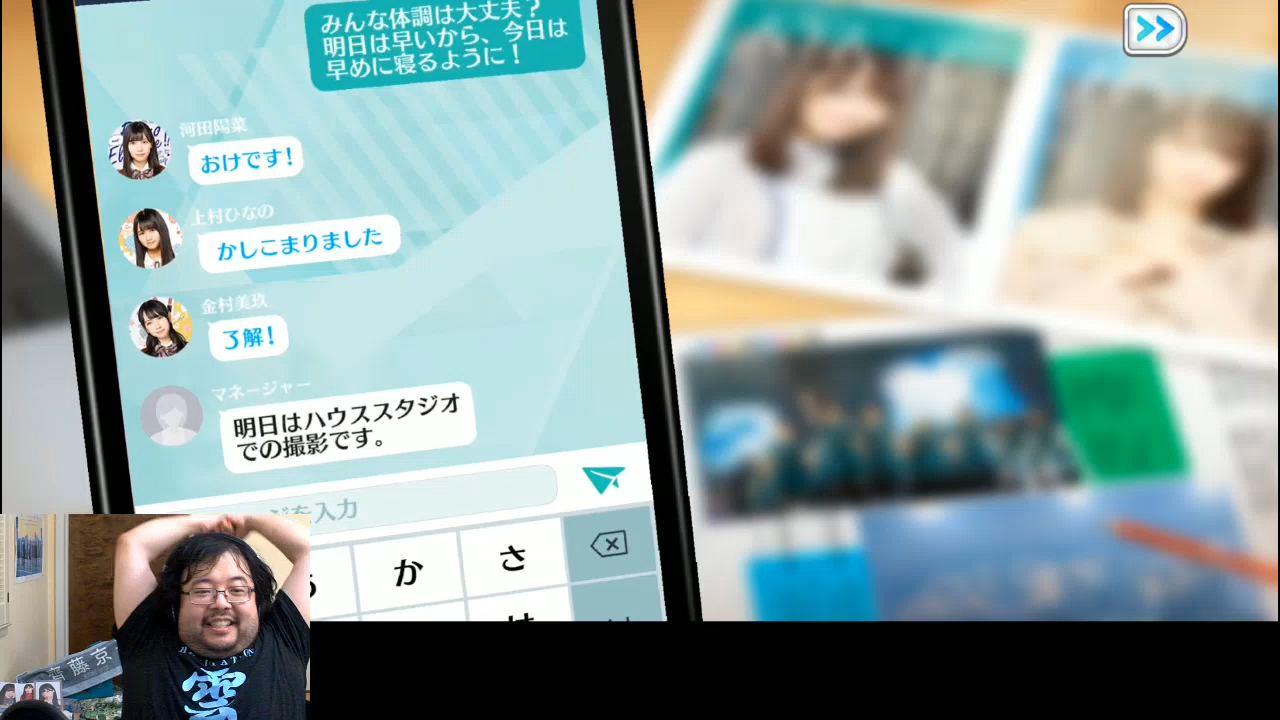 みんな体調は大丈夫?
明日は早いから、今日は
早めに寝るように!
河田陽菜
おけです!
上村ひなの
かしこまりました
金村美玖
了解!
マネージャー
明日はハウススタジオ
での撮影です。
を入力
か
さ
齊藤京
雪